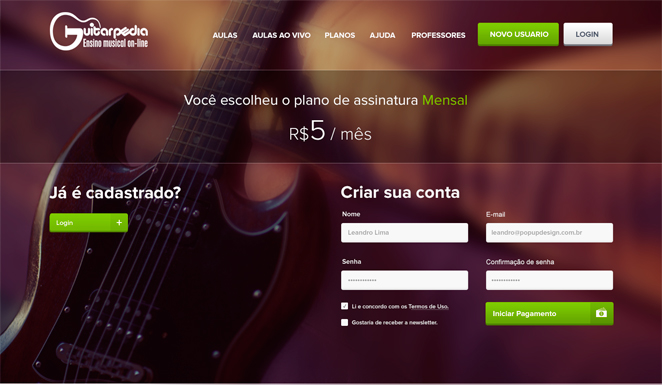 Guitarpedia
Ensino musical on-line
AULAS AULAS AO VIVO PLANOS AJUDA PROFESSORES NOVO USUARIO LOGIN
Você escolheu o plano de assinatura Mensal
R$5 / mês
Já é cadastrado?
Login +
Criar sua conta
Nome E-mail
Leandro Lima leandro@popupdesign.com.br
Senha Confirmação de senha
************ ************
Li e concordo com os Termos de Uso.
Gostaria de receber a newsletter.
Iniciar Pagamento